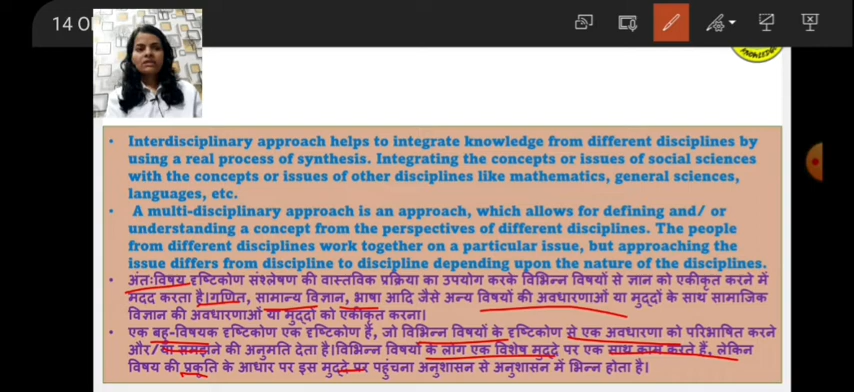 14 O
KNOWLEDGE
• Interdisciplinary approach helps to integrate knowledge from different disciplines by
using a real process of synthesis. Integrating the concepts or issues of social sciences
with the concepts or issues of other disciplines like mathematics, general sciences,
languages, etc.
• A multi-disciplinary approach is an approach, which allows for defining and/ or
understanding a concept from the perspectives of different disciplines. The people
from different disciplines work together on a particular issue, but approaching the
issue differs from discipline to discipline depending upon the nature of the disciplines.
• अंतःविषय दृष्टिकोण संश्लेषण की वास्तविक प्रक्रिया का उपयोग करके विभिन्न विषयों से ज्ञान को एकीकृत करने में
मदद करता है।गणित, सामान्य विज्ञान, भाषा आदि जैसे अन्य विषयों की अवधारणाओं या मुद्दों के साथ सामाजिक
विज्ञान की अवधारणाओं या मुद्दों को एकीकृत करना।
• एक बहु-विषयक दृष्टिकोण एक दृष्टिकोण है, जो विभिन्न विषयों के दृष्टिकोण से एक अवधारणा को परिभाषित करने
और/या समझने की अनुमति देता है।विभिन्न विषयों के लोग एक विशेष मुद्दे पर एक साथ काम करते हैं, लेकिन
विषय की प्रकृति के आधार पर इस मुद्दे पर पहुंचना अनुशासन से अनुशासन में भिन्न होता है।